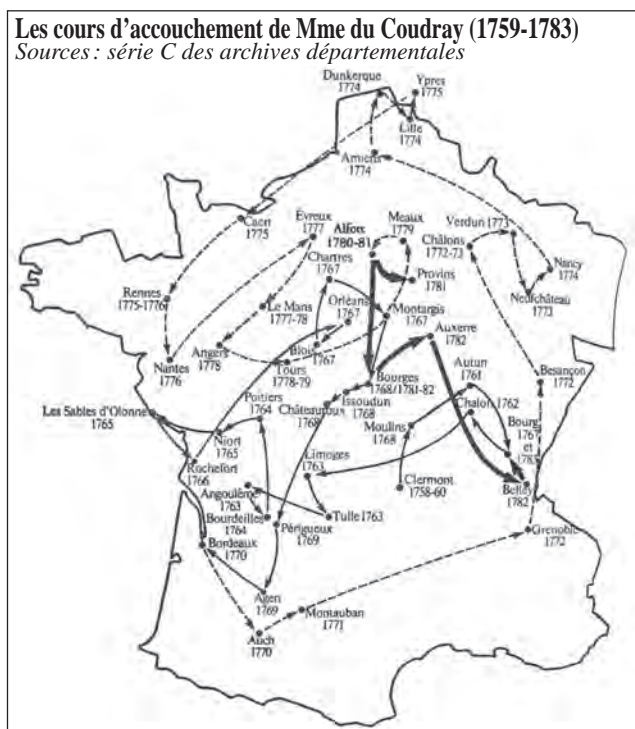 Les cours d'accouchement de Mme du Coudray (1759-1783)
Sources : série C des archives départementales
Dunkerque
1774
Ypres
1775
Lille
1774
Amiens
1774
Caen
1775
Évreux
1777
Alfort
1780-81
Meaux
1779
Verdun 1773
Châlons
1772-73
Nancy
1774
Neufchâteau
1773
Provins
1781
Chartres
1767
Orléans
1767
Montargis
1767
Rennes
1775-1776
Le Mans
1777-78
Auxerre
1782
Angers
1778
Blois
1767
Tours
1778-79
Nantes
1776
Bourges
1768/1781-82
Issoudun
1768
Châteauroux
1768
Autun
1761
Chalon 1762
Besançon
1772
Bourg
et
1783
Les Sables d'Olonne
1765
Poitiers
1764
Niort
1765
Moulins
1768
Rochefort
1766
Limoges
1763
Clermont
1758-60
Belley
1782
Angoulême
1763
Bourdeilles
1764
Tulle 1763
Périgueux
1769
Grenoble
1772
Bordeaux
1770
Agen
1769
Montauban
1771
Auch
1770